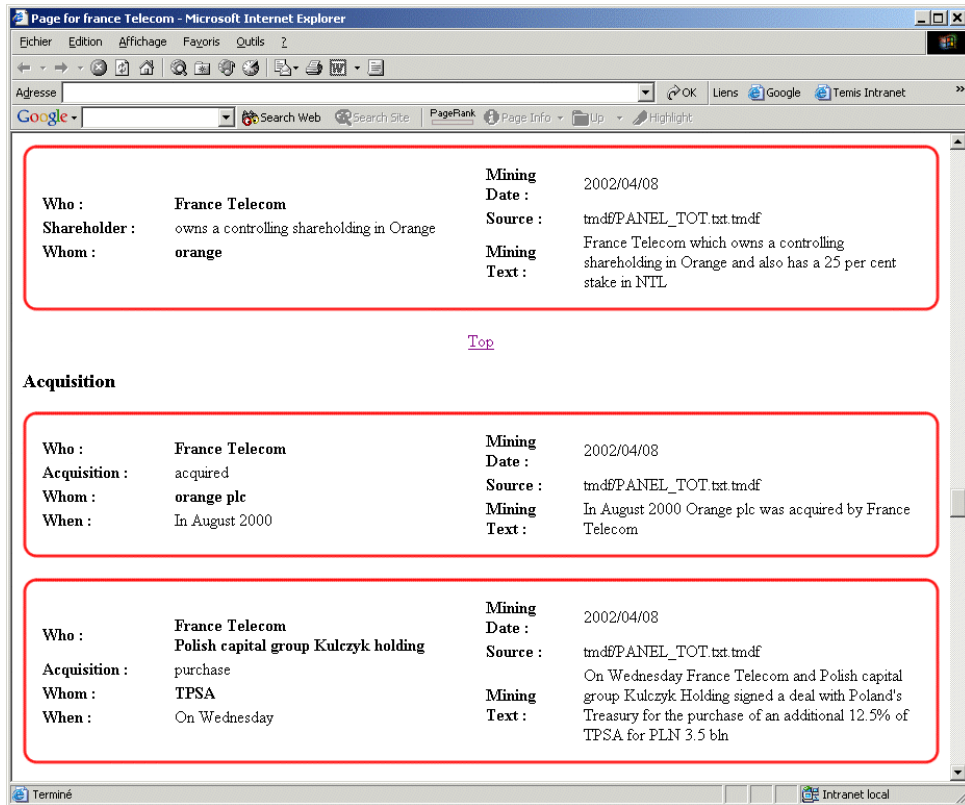 Page for france Telecom - Microsoft Internet Explorer
Fichier Edition Affichage Favoris Outils ?
Adresse OK Liens Google Temis Intranet »
Google Search Web Search Site PageRank Page Info Up Highlight
Who : France Telecom
Shareholder : owns a controlling shareholding in Orange
Whom : orange
Mining Date : 2002/04/08
Source : tmdf/PANEL_TOT.txt.tmdf
Mining Text : France Telecom which owns a controlling
shareholding in Orange and also has a 25 per cent
stake in NTL
Top
Acquisition
Who : France Telecom
Acquisition : acquired
Whom : orange plc
When : In August 2000
Mining Date : 2002/04/08
Source : tmdf/PANEL_TOT.txt.tmdf
Mining Text : In August 2000 Orange plc was acquired by France
Telecom
Who : France Telecom
Polish capital group Kulczyk holding
Acquisition : purchase
Whom : TPSA
When : On Wednesday
Mining Date : 2002/04/08
Source : tmdf/PANEL_TOT.txt.tmdf
Mining Text : On Wednesday France Telecom and Polish capital
group Kulczyk Holding signed a deal with Poland's
Treasury for the purchase of an additional 12.5% of
TPSA for PLN 3.5 bln
Terminé Intranet local